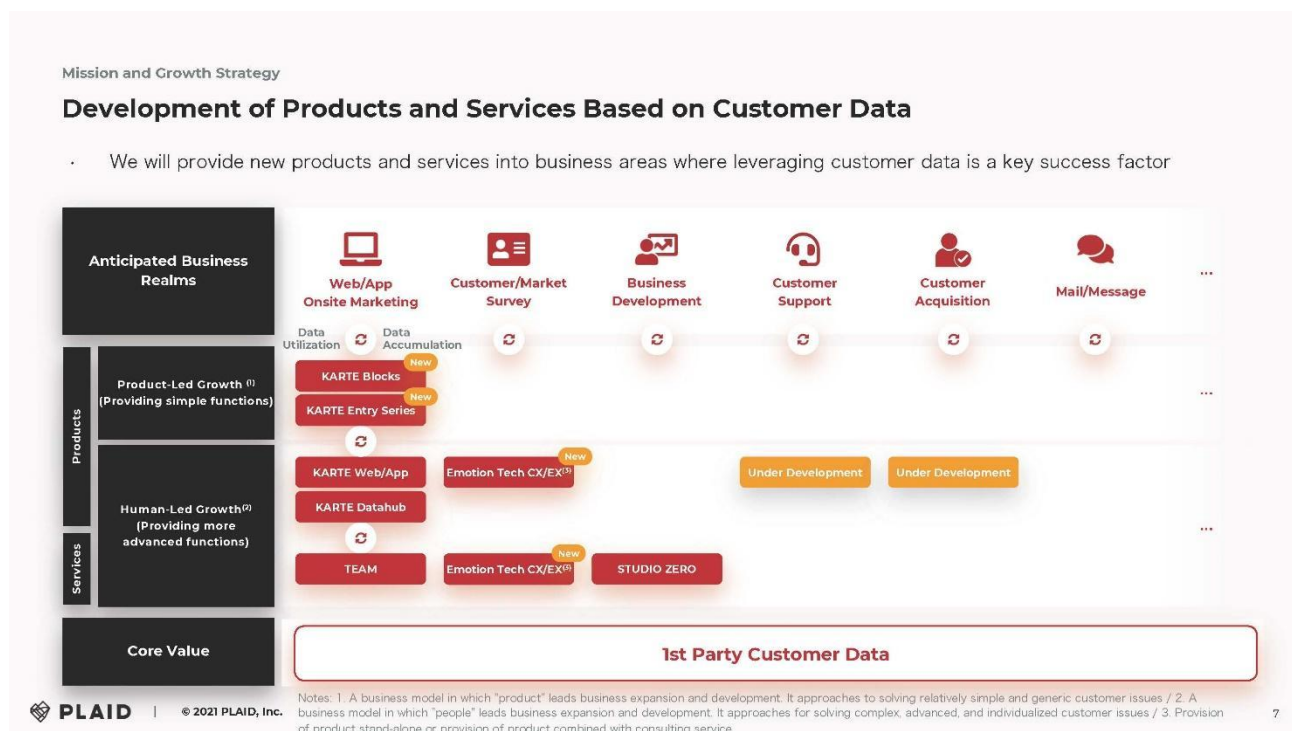 Mission and Growth Strategy
Development of Products and Services Based on Customer Data
· We will provide new products and services into business areas where leveraging customer data is a key success factor
Anticipated Business
Realms
Web/App
Onsite Marketing
Customer/Market
Survey
Business
Development
Customer
Support
Customer
Acquisition
Mail/Message
...
Data
Utilization
Data
Accumulation
Products
Product-Led Growth (1)
(Providing simple functions)
KARTE Blocks
New
KARTE Entry Series
New
...
Human-Led Growth(2)
(Providing more
advanced functions)
KARTE Web/App
Emotion Tech CX/EX(3)
New
Under Development
Under Development
KARTE Datahub
...
Services
TEAM
Emotion Tech CX/EX(3)
New
STUDIO ZERO
Core Value
1st Party Customer Data
Notes: 1. A business model in which "product" leads business expansion and development. It approaches to solving relatively simple and generic customer issues / 2. A
business model in which "people" leads business expansion and development. It approaches for solving complex, advanced, and individualized customer issues / 3. Provision
of product stand-alone or provision of product combined with consulting service
PLAID | © 2021 PLAID, Inc.
7